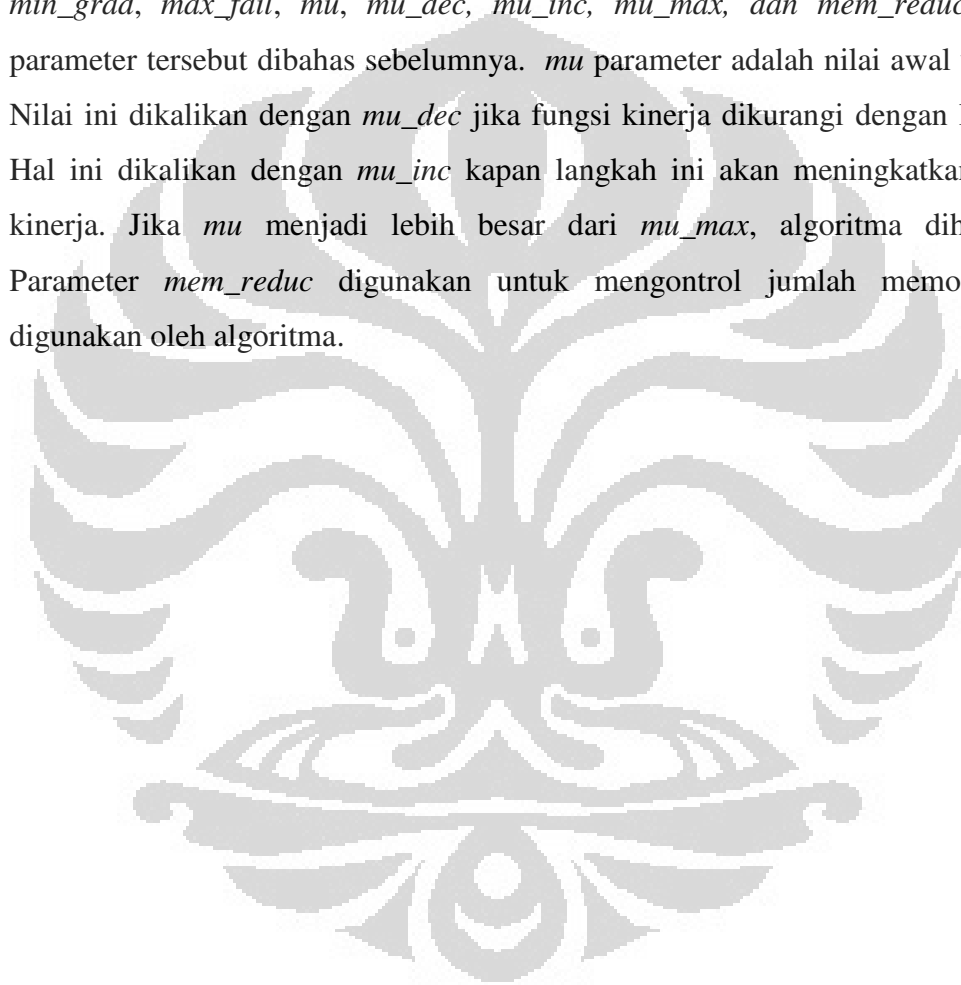 min_grad, max_fail, mu, mu_dec, mu_inc, mu_max, dan mem_reduc
parameter tersebut dibahas sebelumnya. mu parameter adalah nilai awal
Nilai ini dikalikan dengan mu_dec jika fungsi kinerja dikurangi dengan
Hal ini dikalikan dengan mu_inc kapan langkah ini akan meningkatkan
kinerja. Jika mu menjadi lebih besar dari mu_max, algoritma
Parameter mem_reduc digunakan untuk mengontrol jumlah
digunakan oleh algoritma.